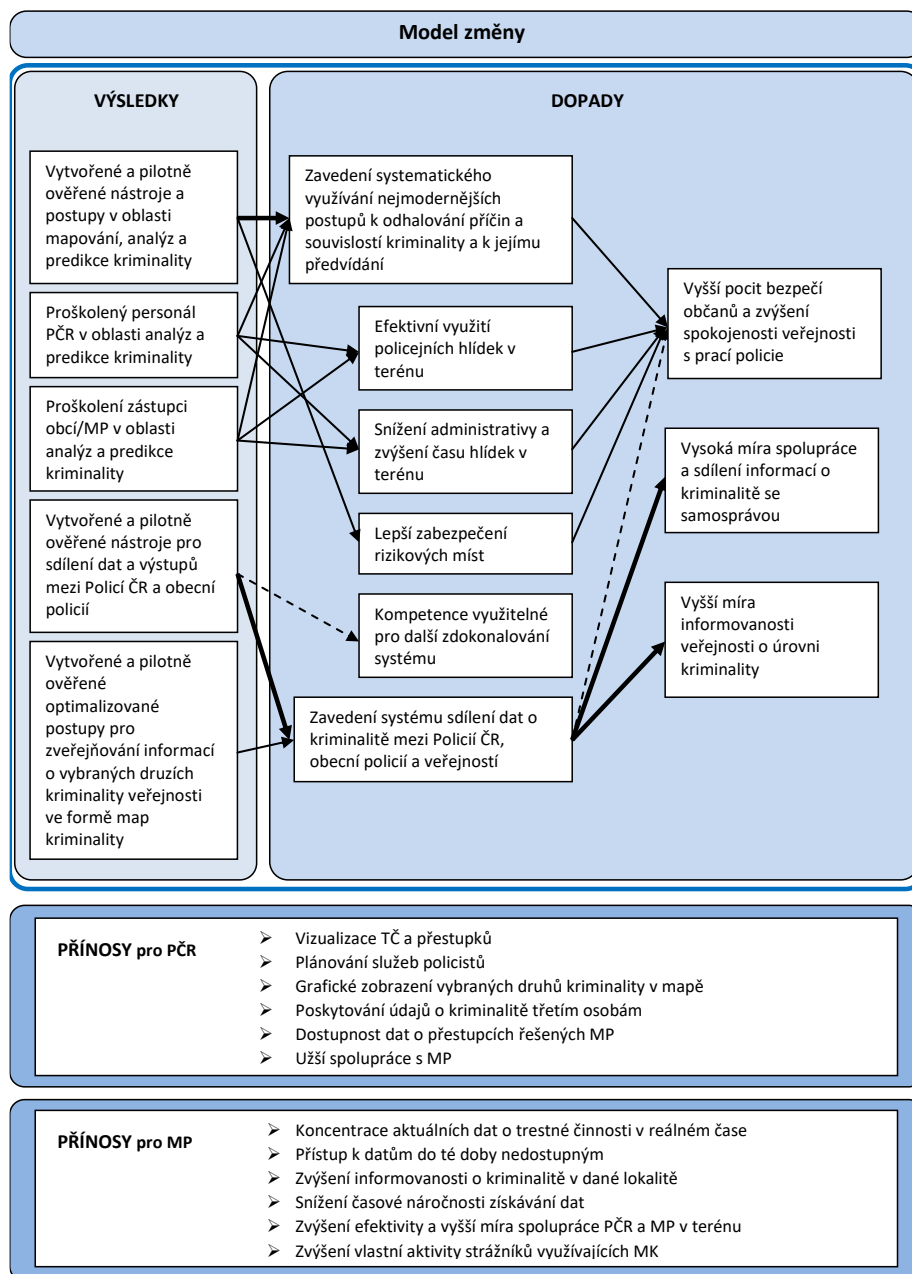 Model změny
VÝSLEDKY
Vytvořené a pilotně
ověřené nástroje a
postupy v oblasti
mapování, analýz a
predikce kriminality
Proškolený personál
PČR v oblasti analýz a
predikce kriminality
Proškolení zástupci
obcí/MP v oblasti
analýz a predikce
kriminality
Vytvořené a pilotně
ověřené nástroje pro
sdílení dat a výstupů
mezi Policí ČR a obecní
policií
Vytvořené a pilotně
ověřené
optimalizované
postupy pro
zveřejňování informací
o vybraných druzích
kriminality veřejnosti
ve formě map
kriminality
DOPADY
Zavedení systematického
využívání nejmodernějších
postupů k odhalování příčin a
souvislostí kriminality a k jejímu
předvídání
Efektivní využití
policejních hlídek v
terénu
Snížení administrativy a
zvýšení času hlídek v
terénu
Lepší zabezpečení
rizikových míst
Kompetence využitelné
pro další zdokonalování
systému
Zavedení systému sdílení dat o
kriminalitě mezi Policií ČR,
obecní policií a veřejností
Vyšší pocit bezpečí
občanů a zvýšení
spokojenosti veřejnosti
s prací policie
Vysoká míra spolupráce
a sdílení informací o
kriminalitě se
samosprávou
Vyšší míra
informovanosti
veřejnosti o úrovni
kriminality
PŘÍNOSY pro PČR
➢ Vizualizace TČ a přestupků
➢ Plánování služeb policistů
➢ Grafické zobrazení vybraných druhů kriminality v mapě
➢ Poskytování údajů o kriminalitě třetím osobám
➢ Dostupnost dat o přestupcích řešených MP
➢ Užší spolupráce s MP
PŘÍNOSY pro MP
➢ Koncentrace aktuálních dat o trestné činnosti v reálném čase
➢ Přístup k datům do té doby nedostupným
➢ Zvýšení informovanosti o kriminalitě v dané lokalitě
➢ Snížení časové náročnosti získávání dat
➢ Zvýšení efektivity a vyšší míra spolupráce PČR a MP v terénu
➢ Zvýšení vlastní aktivity strážníků využívajících MK